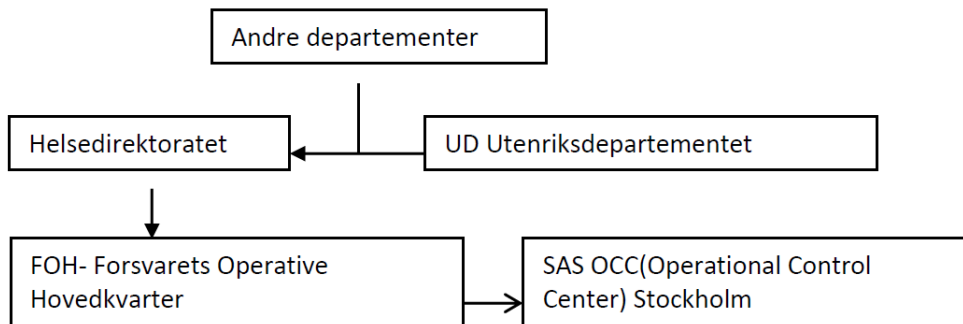 Andre departementer
Helsedirektoratet
UD Utenriksdepartementet
FOH- Forsvarets Operative
Hovedkvarter
SAS OCC(Operational Control
Center) Stockholm